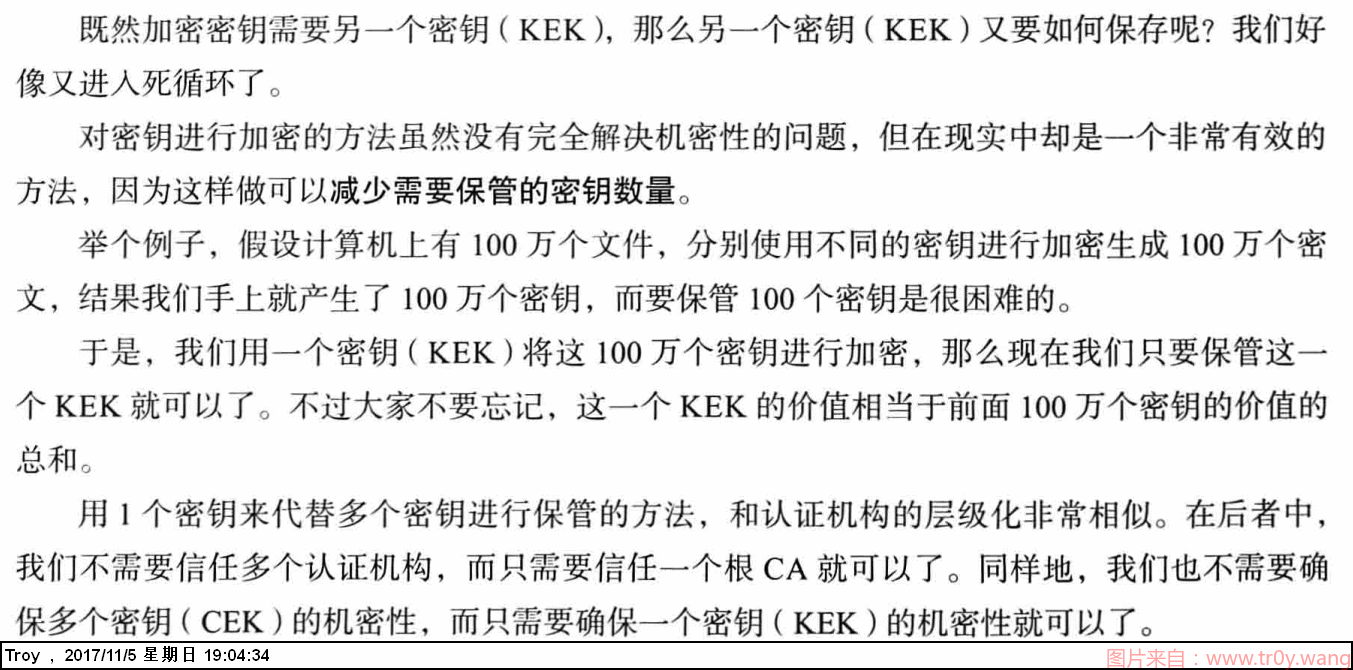 既然加密密钥需要另一个密钥（KEK），那么另一个密钥（KEK）又要如何保存呢？我们好
像又进入死循环了。
对密钥进行加密的方法虽然没有完全解决机密性的问题，但在现实中却是一个非常有效的
方法，因为这样做可以减少需要保管的密钥数量。
举个例子，假设计算机上有 100 万个文件，分别使用不同的密钥进行加密生成 100 万个密
文，结果我们手上就产生了 100 万个密钥，而要保管 100 个密钥是很困难的。
于是，我们用一个密钥（KEK）将这 100 万个密钥进行加密，那么现在我们只要保管这一
个 KEK 就可以了。不过大家不要忘记，这一个 KEK 的价值相当于前面 100 万个密钥的价值的
总和。
用 1 个密钥来代替多个密钥进行保管的方法，和认证机构的层级化非常相似。在后者中，
我们不需要信任多个认证机构，而只需要信任一个根 CA 就可以了。同样地，我们也不需要确
保多个密钥（CEK）的机密性，而只需要确保一个密钥（KEK）的机密性就可以了。
Troy , 2017/11/5 星期日 19:04:34
图片来自：www.tr0y.wang